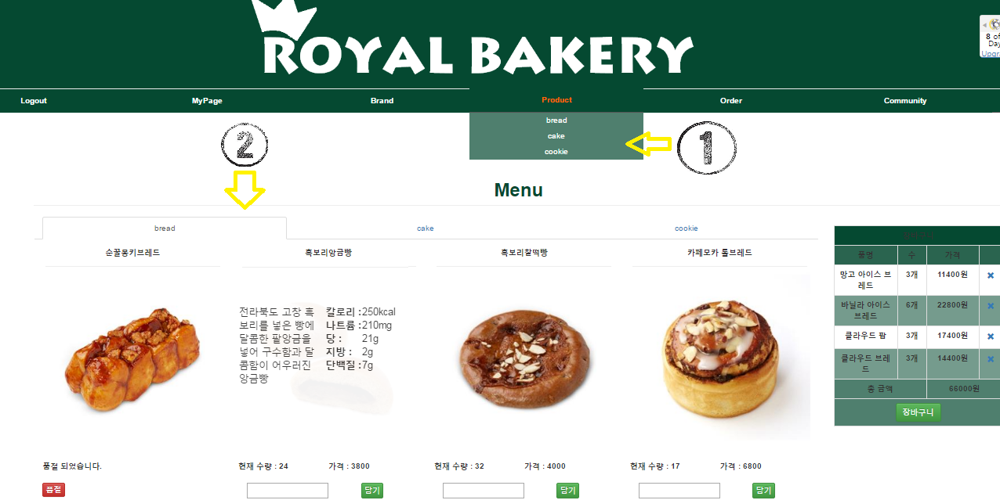 ROYAL BAKERY
8 of
Day
Upgr
Logout MyPage Brand Product Order Community
bread
cake
cookie
1
2
Menu
bread cake cookie
순꿀몽키브레드 흑보리앙금빵 흑보리찰떡빵 카페모카 롤브레드
전라북도 고창 흑
보리를 넣은 빵에
달콤한 팥앙금을
넣어 구수함과 달
콤함이 어우러진
앙금빵
칼로리 :250kcal
나트륨 :210mg
당 : 21g
지방 : 2g
단백질 :7g
품절 되었습니다.
현재 수량 : 24 가격 : 3800
현재 수량 : 32 가격 : 4000
현재 수량 : 17 가격 : 6800
품절 담기 담기 담기
품명 수 가격
망고 아이스 브
레드 3개 11400원
바닐라 아이스
브레드 6개 22800원
클라우드 팜 3개 17400원
클라우드 브레
드 3개 14400원
총 금액 66000원
장바구니